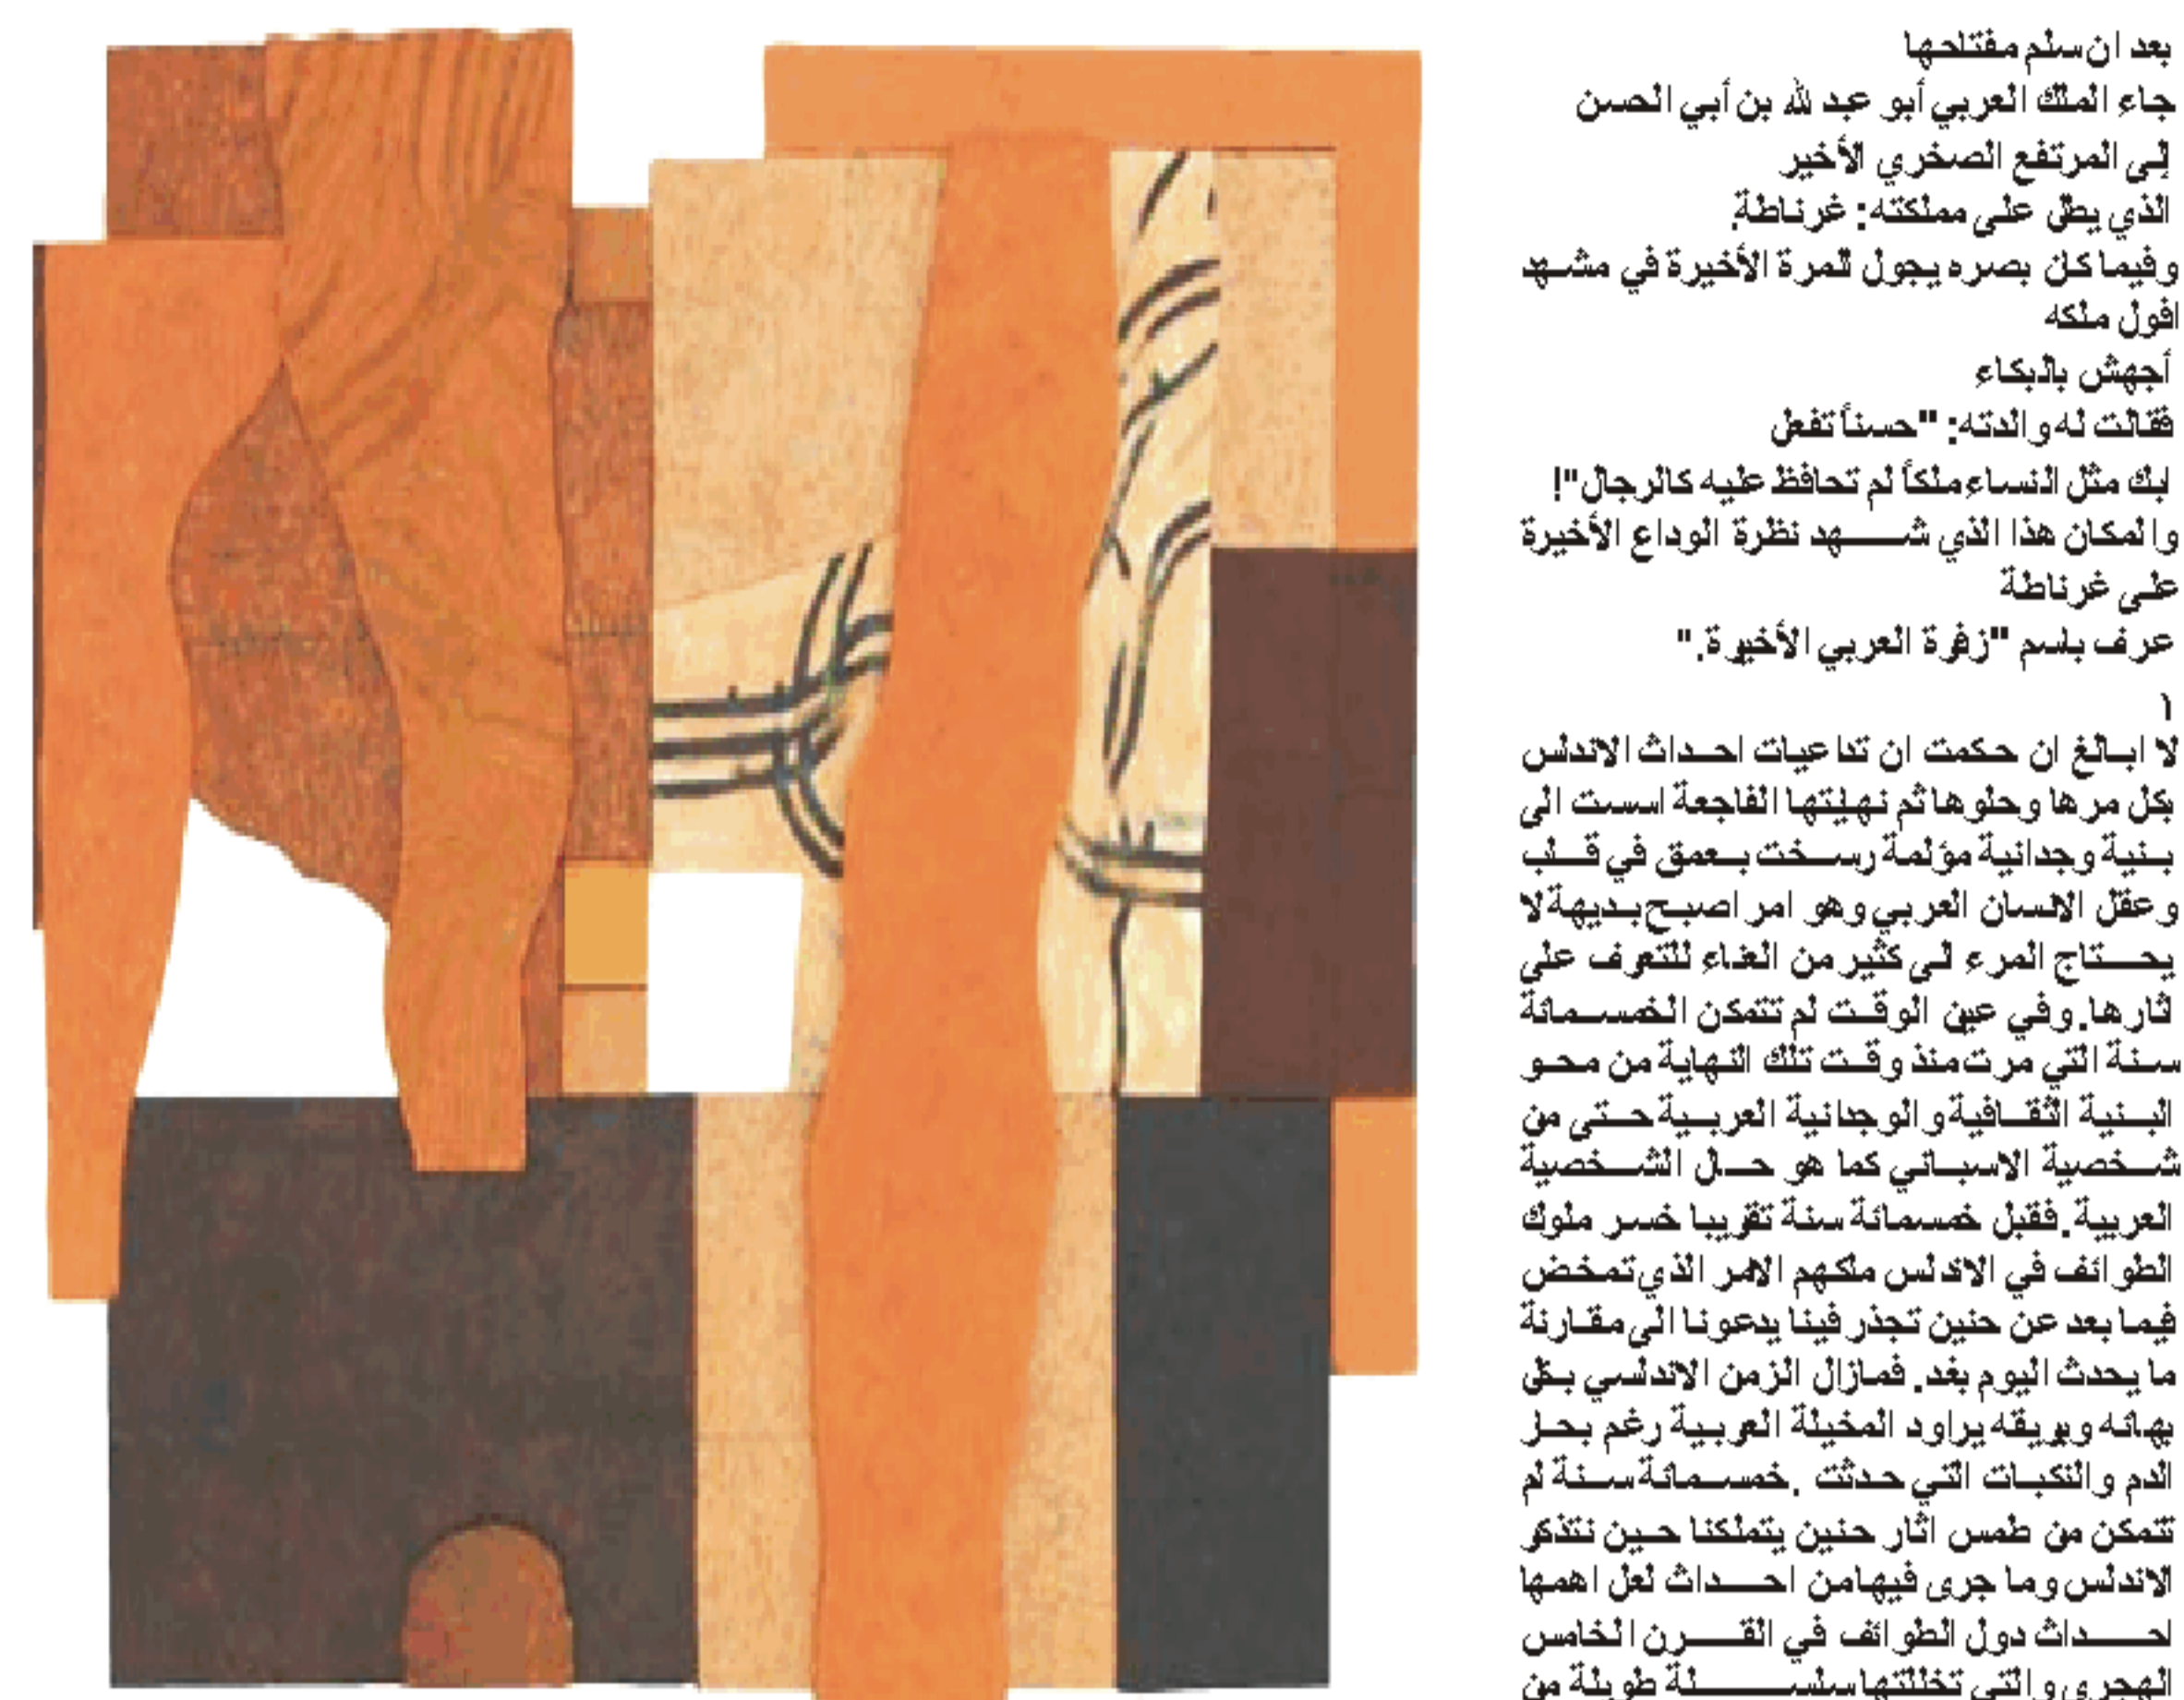 بعد ان سلم مفتاحها
جاء الملك العربي أبو عبد لله بن أبي الحسن
إلى المرتفع الصخري الأخير
الذي يطل على مملكته: غرناطة.
وفيما كان بصره يجول للمرة الأخيرة في مشهد
افول ملكه
أجهش بالبكاء
فقالت له والدته: "حسناً تفعل
ابك مثل النساء ملكاً لم تحافظ عليه كالرجال"!
والمكان هذا الذي شهد نظرة الوداع الأخيرة
على غرناطة
عرف باسم "زفرة العربي الأخيرة."
١
لا ابالغ ان حكمت ان تداعيات احداث الاندلس
بكل مرها وحلوها ثم نهايتها الفاجعة اسست الى
بنية وجدانية مؤلمة رسخت بعمق في قلب
وعقل الانسان العربي وهو امر اصبح بديهة لا
يحتاج المرء الى كثير من العناء للتعرف على
اثارها. وفي عين الوقت لم تتمكن الخمسمائة
سنة التي مرت منذ وقت تلك النهاية من محو
البنية الثقافية والوجدانية العربية حتى من
شخصية الاسباني كما هو حال الشخصية
العربية. فقبل خمسمائة سنة تقريبا خسر ملوك
الطوائف في الاندلس ملكهم الامر الذي تمخض
فيما بعد عن حنين تجذر فينا يدعونا الى مقارنة
ما يحدث اليوم بغد. فمازال الزمن الاندلسي بكل
بهائه وبريقه يراود المخيلة العربية رغم بحار
الدم والنكبات التي حدثت . خمسمائة سنة لم
تتمكن من طمس اثار حنين يتملكنا حين نتذكر
الاندلس وما جرى فيها من احداث لعل اهمها
احداث دول الطوائف في القرن الخامس
الهجري والتي تخللتها سلسلة طويلة من